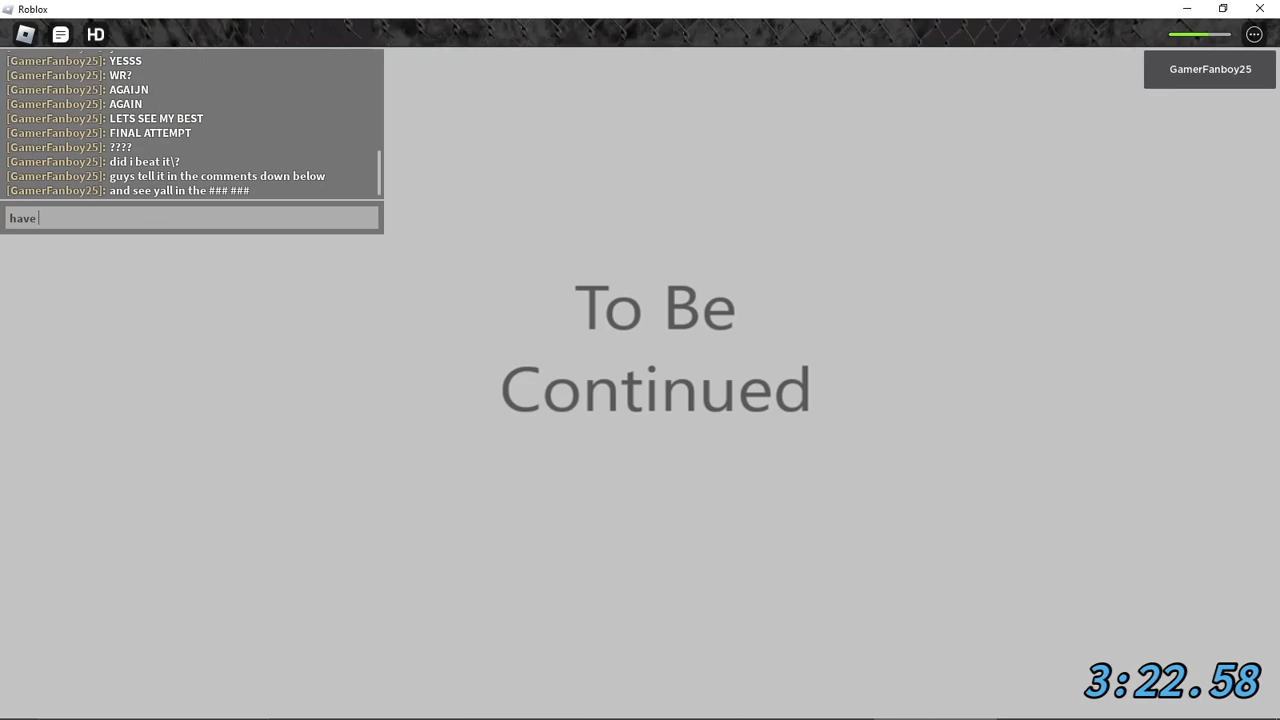 Roblox
HD
[GamerFanboy25]: YESSS
[GamerFanboy25]: WR?
[GamerFanboy25]: AGAIJN
[GamerFanboy25]: AGAIN
[GamerFanboy25]: LETS SEE MY BEST
[GamerFanboy25]: FINAL ATTEMPT
[GamerFanboy25]: ????
[GamerFanboy25]: did i beat it\?
[GamerFanboy25]: guys tell it in the comments down below
[GamerFanboy25]: and see yall in the ### ###
have
GamerFanboy25
To Be
Continued
3:22.58